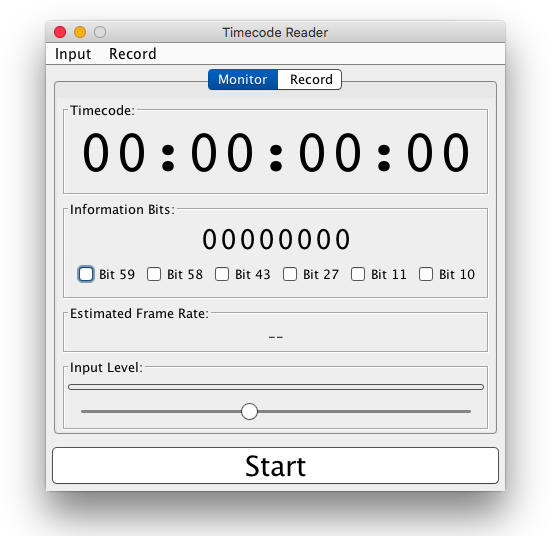 Timecode Reader
Input Record
Monitor Record
Timecode:
00:00:00:00
Information Bits:
00000000
Bit 59 Bit 58 Bit 43 Bit 27 Bit 11 Bit 10
Estimated Frame Rate:
--
Input Level:
Start